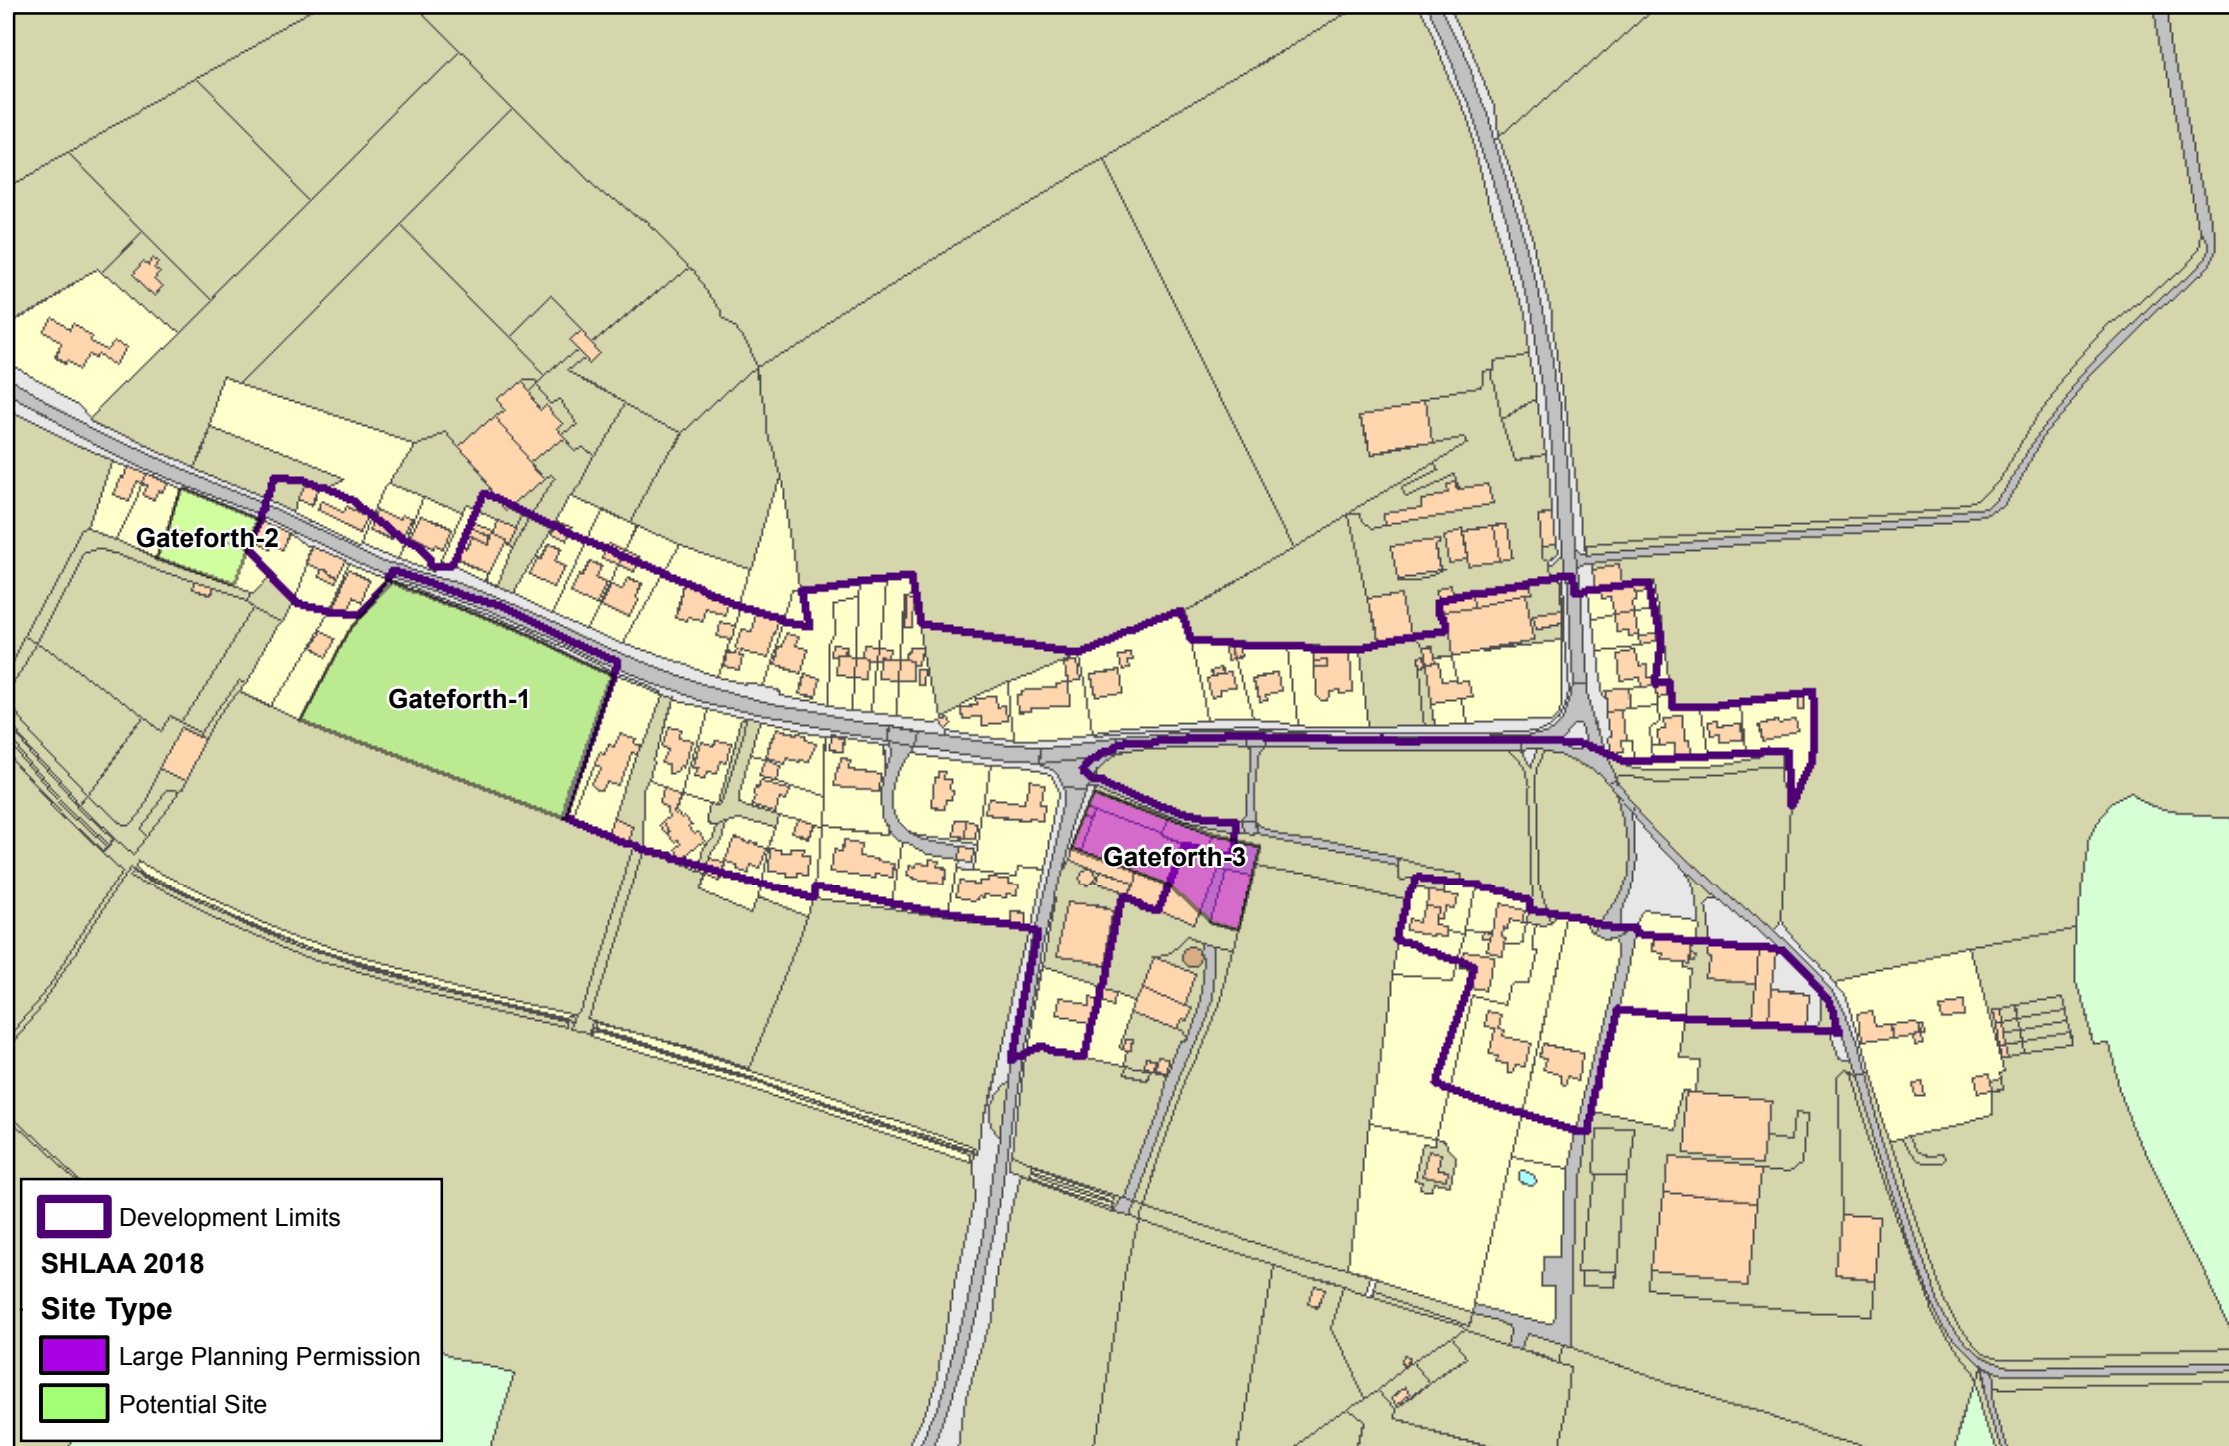 Gateforth-2
Gateforth-1
Gateforth-3
Development Limits
SHLAA 2018
Site Type
Large Planning Permission
Potential Site